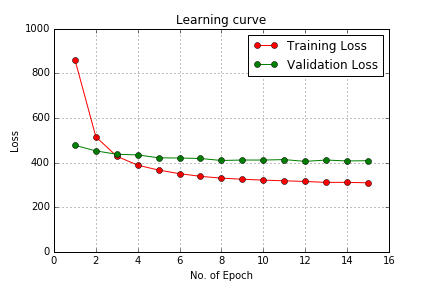 Learning curve
1000
800
600
400
200
0
Loss
Training Loss
Validation Loss
0 2 4 6 8 10 12 14 16
No. of Epoch